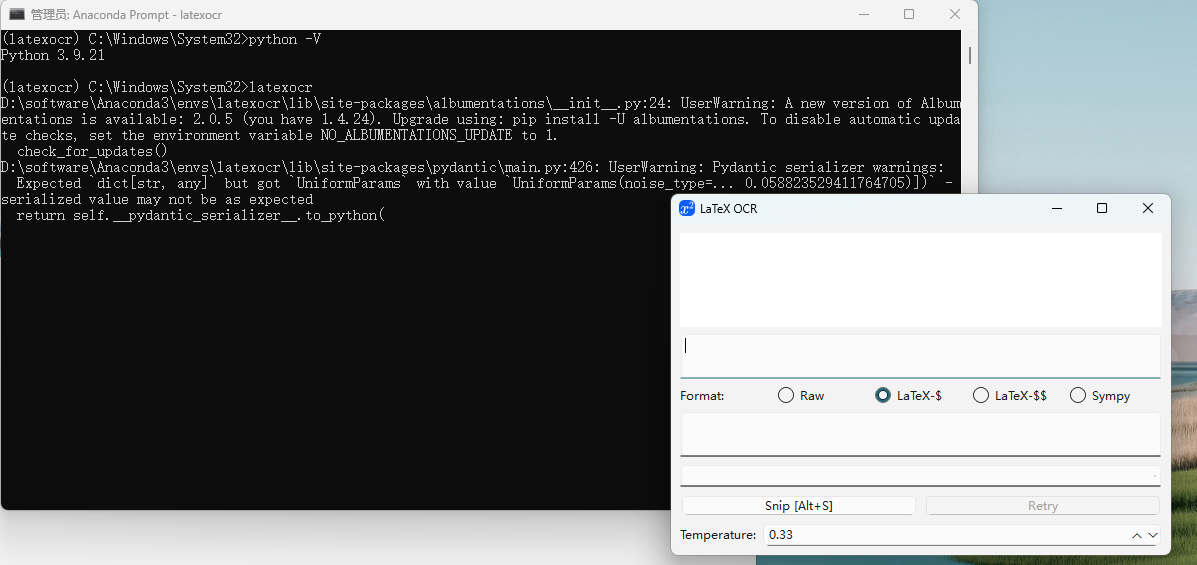 管理员: Anaconda Prompt - latexocr
(latexocr) C:\Windows\System32>python -V
Python 3.9.21
(latexocr) C:\Windows\System32>latexocr
D:\software\Anaconda3\envs\latexocr\lib\site-packages\albumentations\__init__.py:24: UserWarning: A new version of Album
entations is available: 2.0.5 (you have 1.4.24). Upgrade using: pip install -U albumentations. To disable automatic upda
te checks, set the environment variable NO_ALBUMENTATIONS_UPDATE to 1.
  check_for_updates()
D:\software\Anaconda3\envs\latexocr\lib\site-packages\pydantic\main.py:426: UserWarning: Pydantic serializer warnings:
  Expected `dict[str, any]` but got `UniformParams` with value `UniformParams(noise_type=... 0.058823529411764705)])` -
serialized value may not be as expected
  return self.__pydantic_serializer__.to_python(
LaTeX OCR
Format: Raw LaTeX-$ LaTeX-$$ Sympy
Snip [Alt+S] Retry
Temperature: 0.33